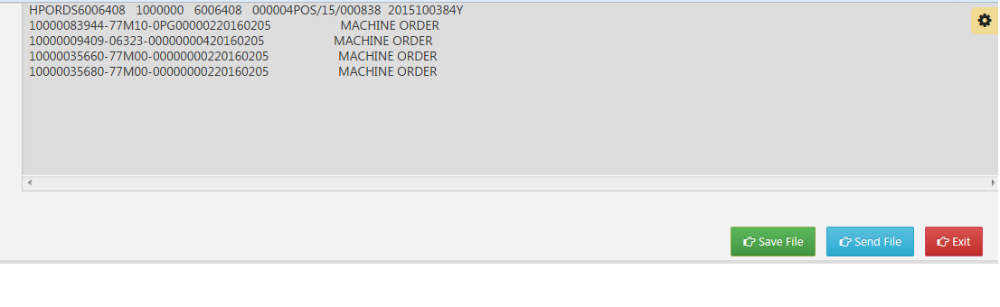 HPORDS6006408 1000000 6006408 000004POS/15/000838 2015100384Y
10000083944-77M10-0PG00000220160205 MACHINE ORDER
10000009409-06323-00000000420160205 MACHINE ORDER
10000035660-77M00-00000000220160205 MACHINE ORDER
10000035680-77M00-00000000220160205 MACHINE ORDER
Save File
Send File
Exit